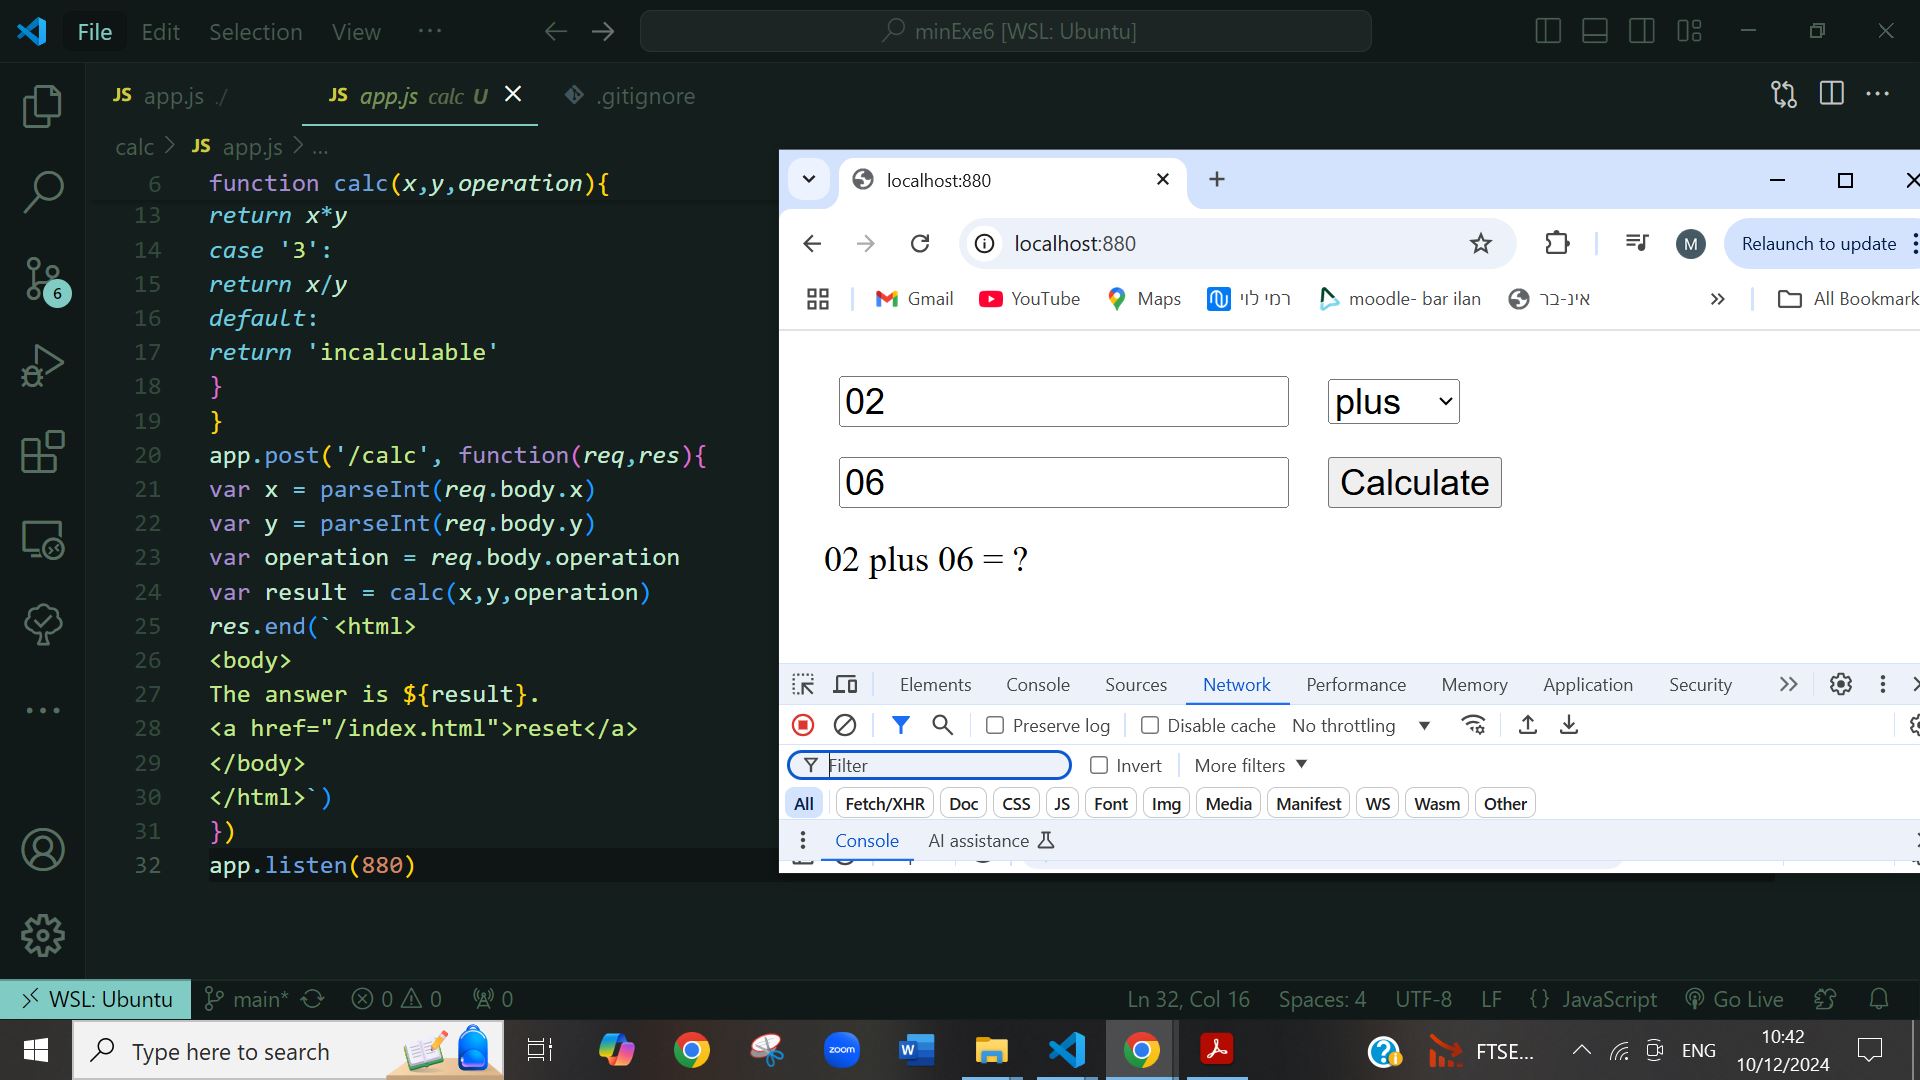 File Edit Selection View ···
minExe6 [WSL: Ubuntu]
JS app.js ./
JS app.js calc U
.gitignore
calc > JS app.js > ...
6 function calc(x,y,operation){
13 return x*y
14 case '3':
15 return x/y
16 default:
17 return 'incalculable'
18 }
19 }
20 app.post('/calc', function(req,res){
21 var x = parseInt(req.body.x)
22 var y = parseInt(req.body.y)
23 var operation = req.body.operation
24 var result = calc(x,y,operation)
25 res.end(`<html>
26 <body>
27 The answer is ${result}.
28 <a href="/index.html">reset</a>
29 </body>
30 </html>`)
31 })
32 app.listen(880)
6
localhost:880
localhost:880
M
Relaunch to update
Gmail YouTube Maps רמי לוי moodle- bar ilan אינ-בר » All Bookmark
02 plus
06 Calculate
02 plus 06 = ?
Elements Console Sources Network Performance Memory Application Security
Preserve log Disable cache No throttling
Filter Invert More filters
All Fetch/XHR Doc CSS JS Font Img Media Manifest WS Wasm Other
Console AI assistance
WSL: Ubuntu main* 0 0 0 Ln 32, Col 16 Spaces: 4 UTF-8 LF {} JavaScript Go Live
Type here to search
zoom
W
FTSE...
ENG
10:42
10/12/2024